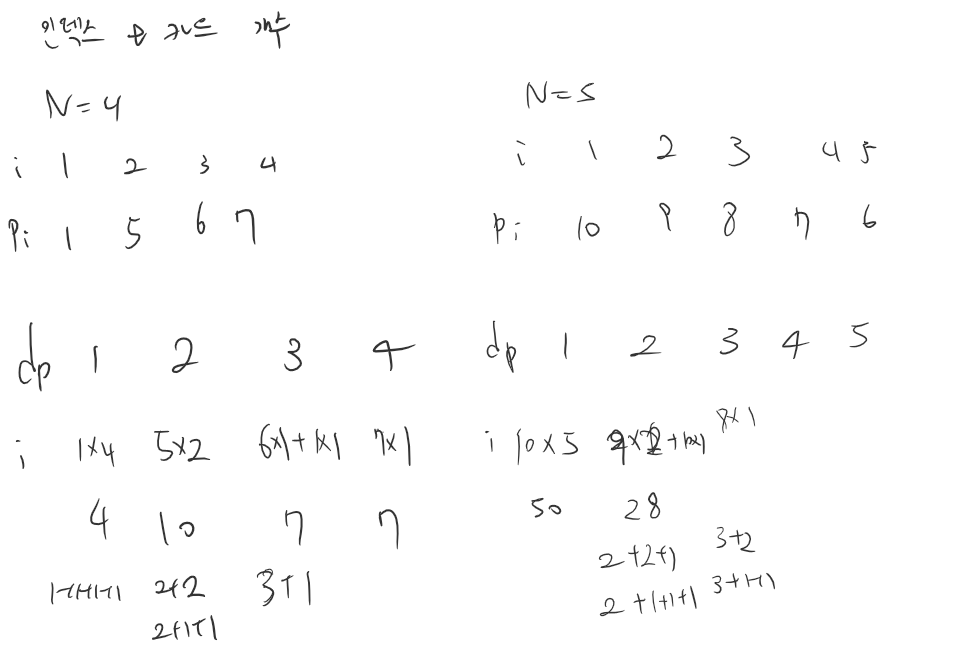 인덱스 는 카드 개수
N=4
i 1 2 3 4
Pi 1 5 6 7
dp 1 2 3 4
i 1x4 5x2 6x1+1x1 7x1
4 10 7 7
1+1+1+1 2+2 3+1
2+1+1
N=5
i 1 2 3 4 5
Pi 10 9 8 7 6
dp 1 2 3 4 5
i 10x5 9x2+10x1 8x1
50 28
2+2+1 3+2
2+1+1+1 3+1+1